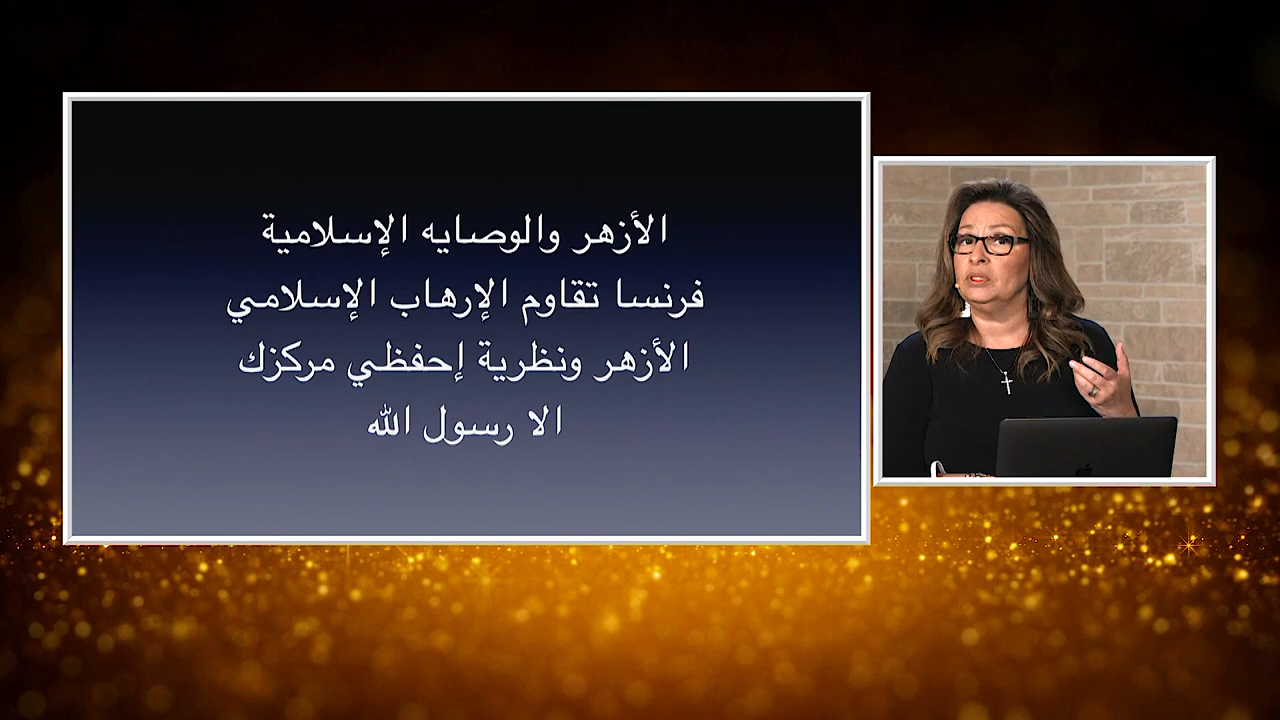 الأزهر والوصايه الإسلامية
فرنسا تقاوم الإرهاب الإسلامي
الأزهر ونظرية إحفظي مركزك
الا رسول الله